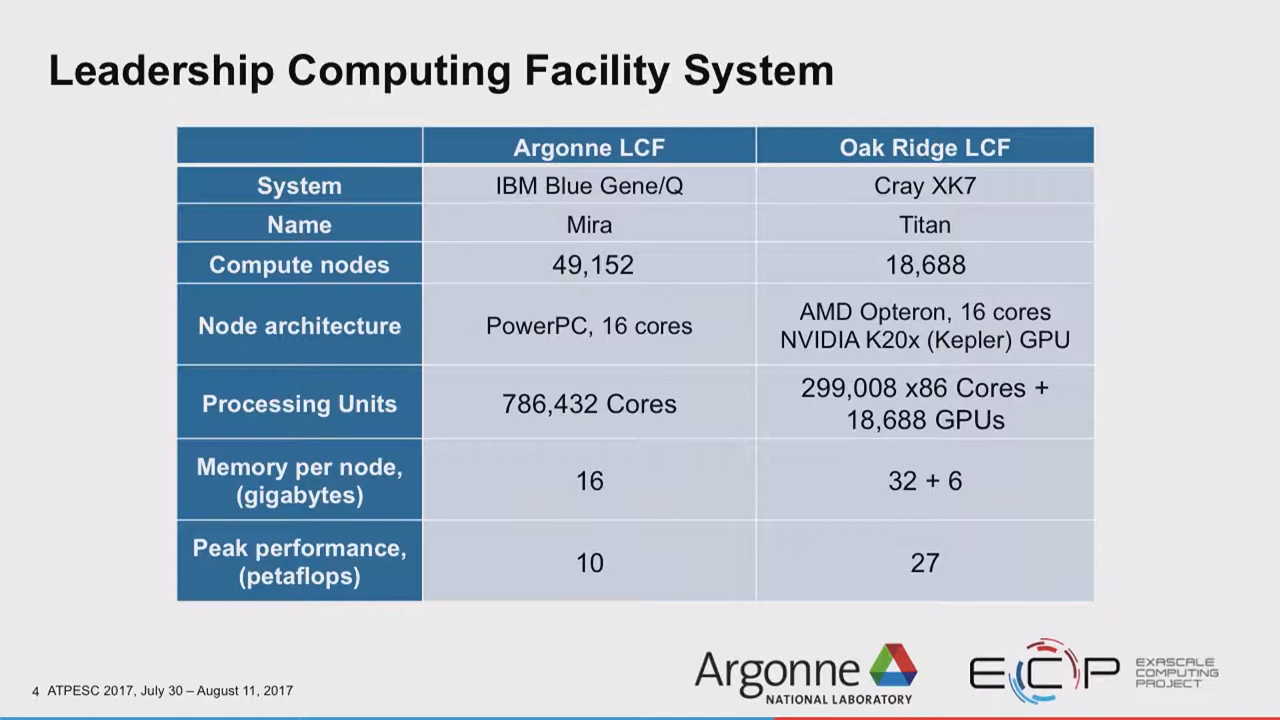 Leadership Computing Facility System
Argonne LCF
Oak Ridge LCF
System
IBM Blue Gene/Q
Cray XK7
Name
Mira
Titan
Compute nodes
49,152
18,688
Node architecture
PowerPC, 16 cores
AMD Opteron, 16 cores
NVIDIA K20x (Kepler) GPU
Processing Units
786,432 Cores
299,008 x86 Cores +
18,688 GPUs
Memory per node,
(gigabytes)
16
32 + 6
Peak performance,
(petaflops)
10
27
4 ATPESC 2017, July 30 – August 11, 2017
Argonne
NATIONAL LABORATORY
ECP
EXASCALE
COMPUTING
PROJECT